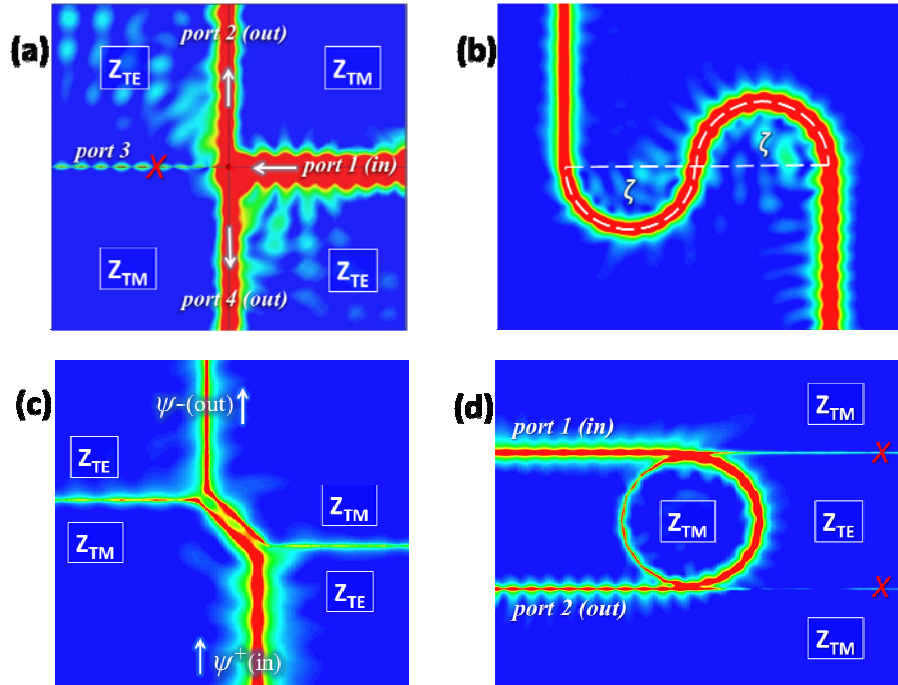 (a)
port 2 (out)
Z_TE
Z_TM
port 3
X
port 1 (in)
Z_TM
Z_TE
port 4 (out)
(b)
ζ
ζ
(c)
ψ-(out)
Z_TE
Z_TM
Z_TM
Z_TE
ψ⁺(in)
(d)
Z_TM
port 1 (in)
X
Z_TM
Z_TE
X
port 2 (out)
Z_TM